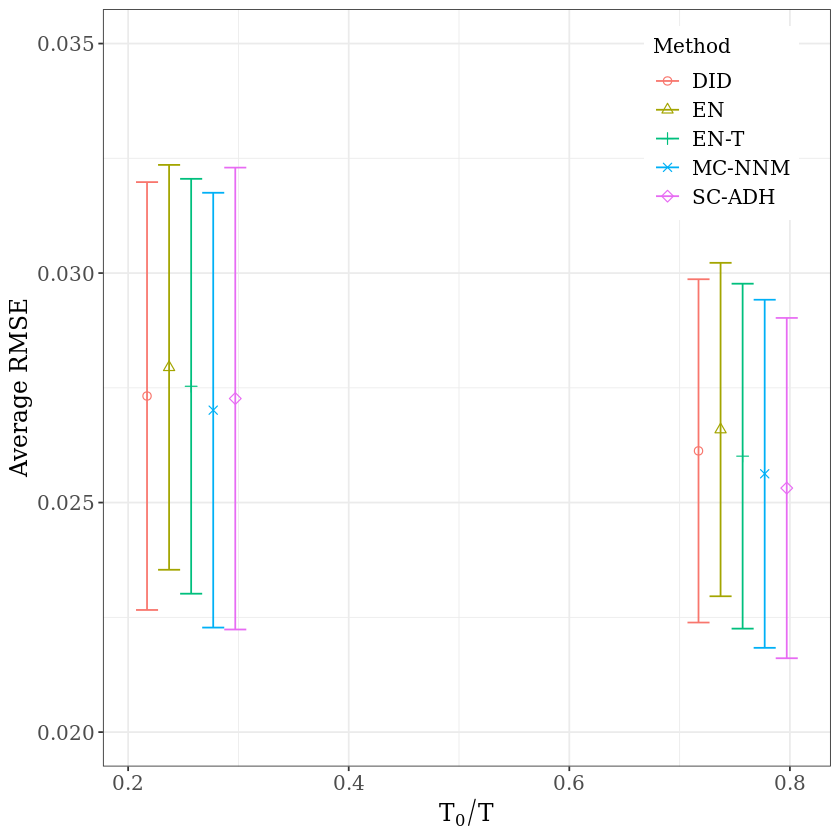 0.035
0.030
0.025
0.020
Average RMSE
Method
DID
EN
EN-T
MC-NNM
SC-ADH
0.2 0.4 0.6 0.8
T₀/T